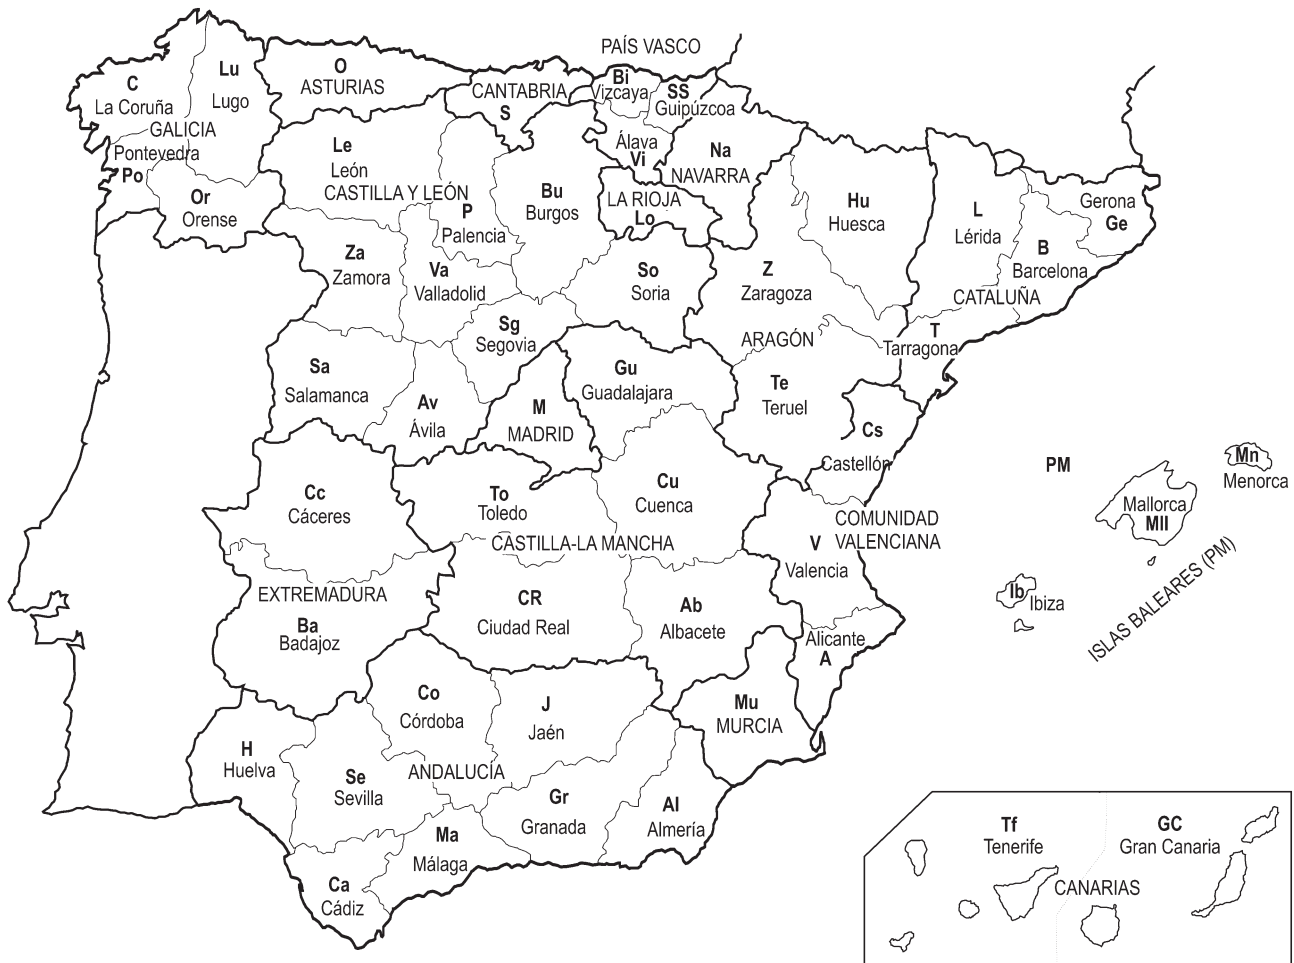 PAÍS VASCO
O
ASTURIAS
CANTABRIA
S
Bi
Vizcaya
SS
Guipúzcoa
C
La Coruña
Lu
Lugo
GALICIA
Pontevedra
Po
Or
Orense
Le
León
CASTILLA Y LEÓN
P
Palencia
Bu
Burgos
Álava
Vi
Na
NAVARRA
LA RIOJA
Lo
Hu
Huesca
L
Lérida
Gerona
Ge
B
Barcelona
CATALUÑA
T
Tarragona
Za
Zamora
Va
Valladolid
So
Soria
Z
Zaragoza
ARAGÓN
Te
Teruel
Sg
Segovia
Sa
Salamanca
Av
Ávila
M
MADRID
Gu
Guadalajara
Cs
Castellón
Cc
Cáceres
To
Toledo
Cu
Cuenca
CASTILLA-LA MANCHA
COMUNIDAD
VALENCIANA
V
Valencia
PM
Mn
Menorca
Mallorca
Mll
Ib
Ibiza
ISLAS BALEARES (PM)
EXTREMADURA
Ba
Badajoz
CR
Ciudad Real
Ab
Albacete
Alicante
A
Co
Córdoba
J
Jaén
Mu
MURCIA
H
Huelva
Se
Sevilla
ANDALUCÍA
Gr
Granada
Al
Almería
Ma
Málaga
Ca
Cádiz
Tf
Tenerife
GC
Gran Canaria
CANARIAS